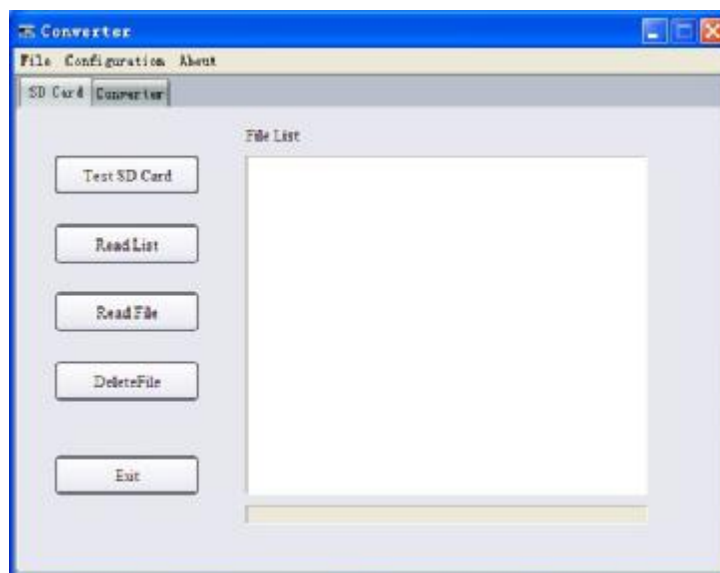 Converter
File Configuration About
SD Card Converter
File List
Test SD Card
Read List
Read File
DeleteFile
Exit